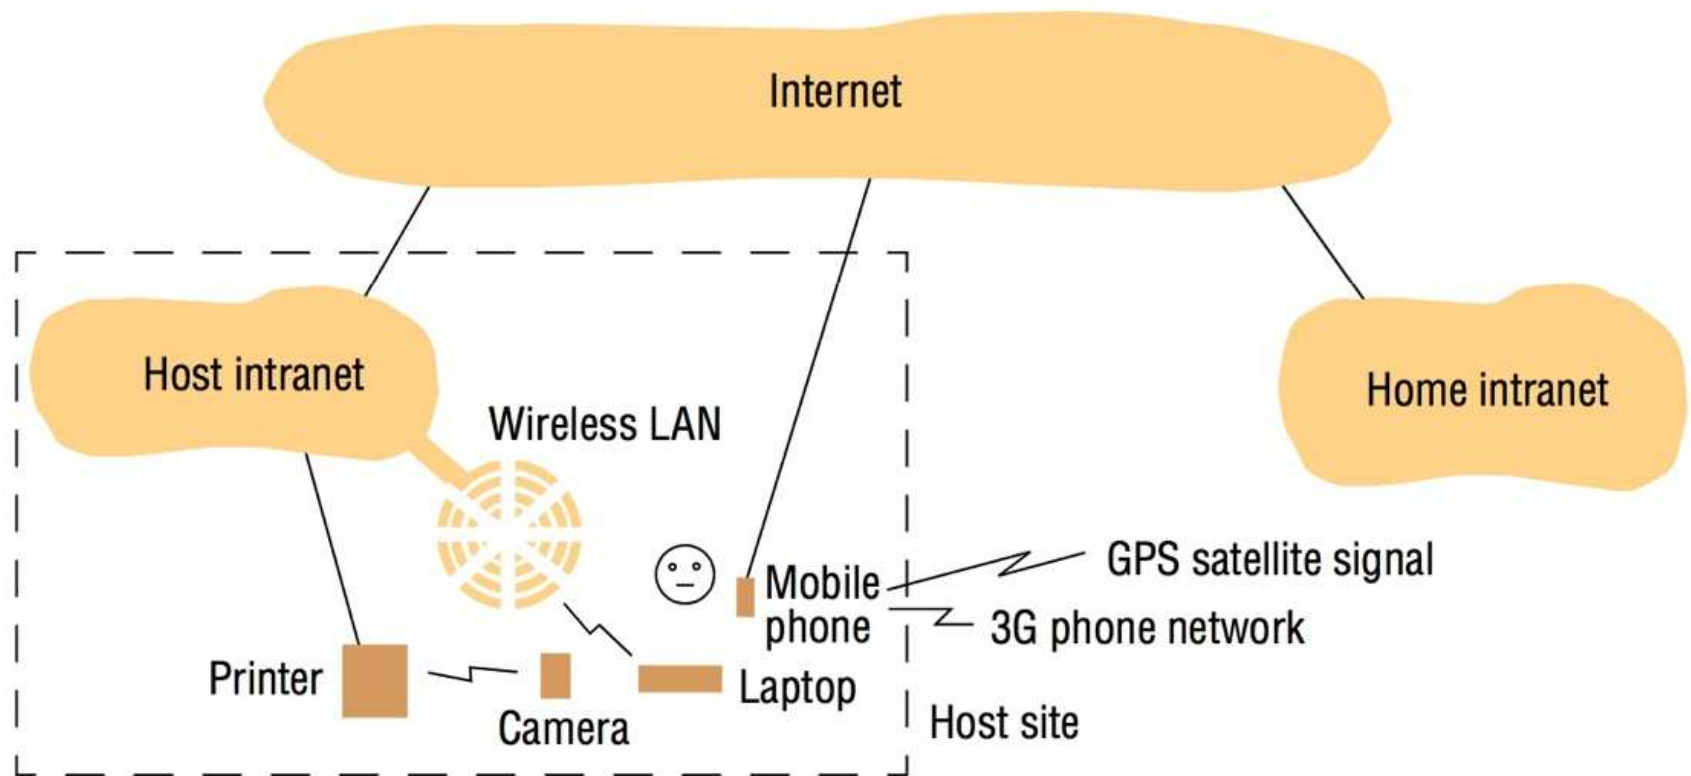 Internet
Host intranet
Wireless LAN
Home intranet
Mobile
phone
GPS satellite signal
3G phone network
Printer
Camera
Laptop
Host site